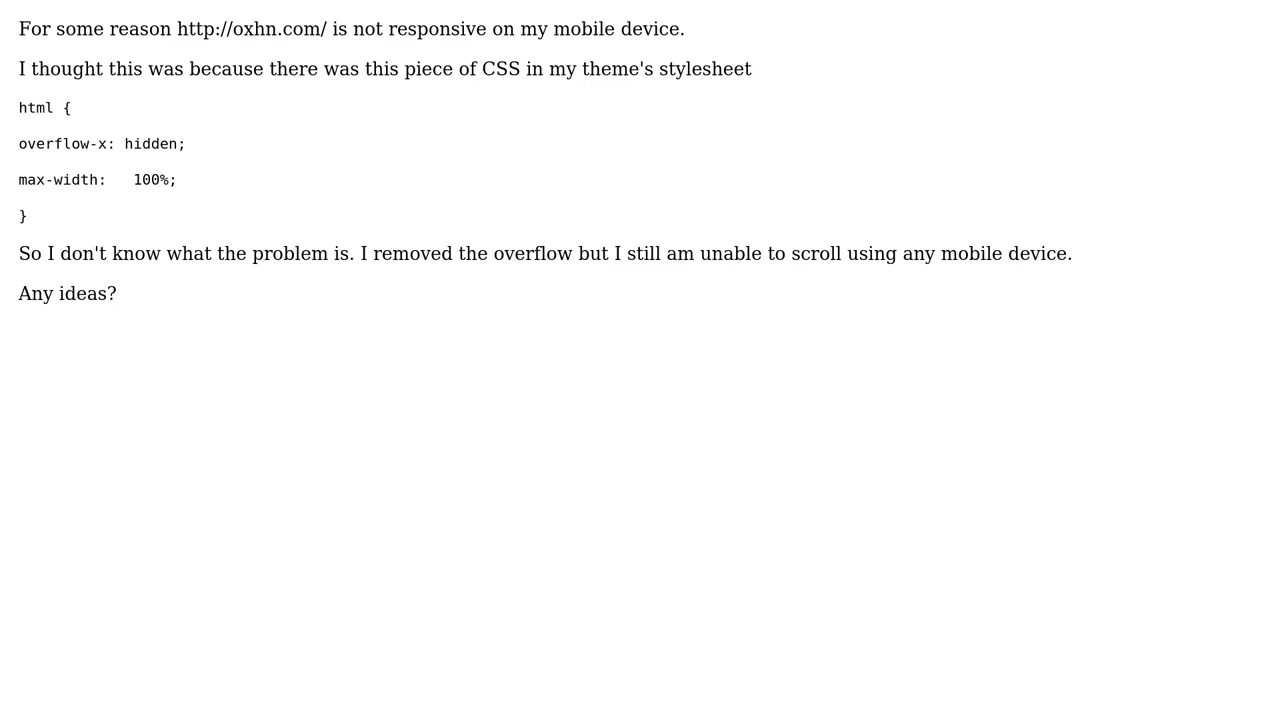 For some reason http://oxhn.com/ is not responsive on my mobile device.
I thought this was because there was this piece of CSS in my theme's stylesheet
html {
overflow-x: hidden;
max-width:   100%;
}
So I don't know what the problem is. I removed the overflow but I still am unable to scroll using any mobile device.
Any ideas?